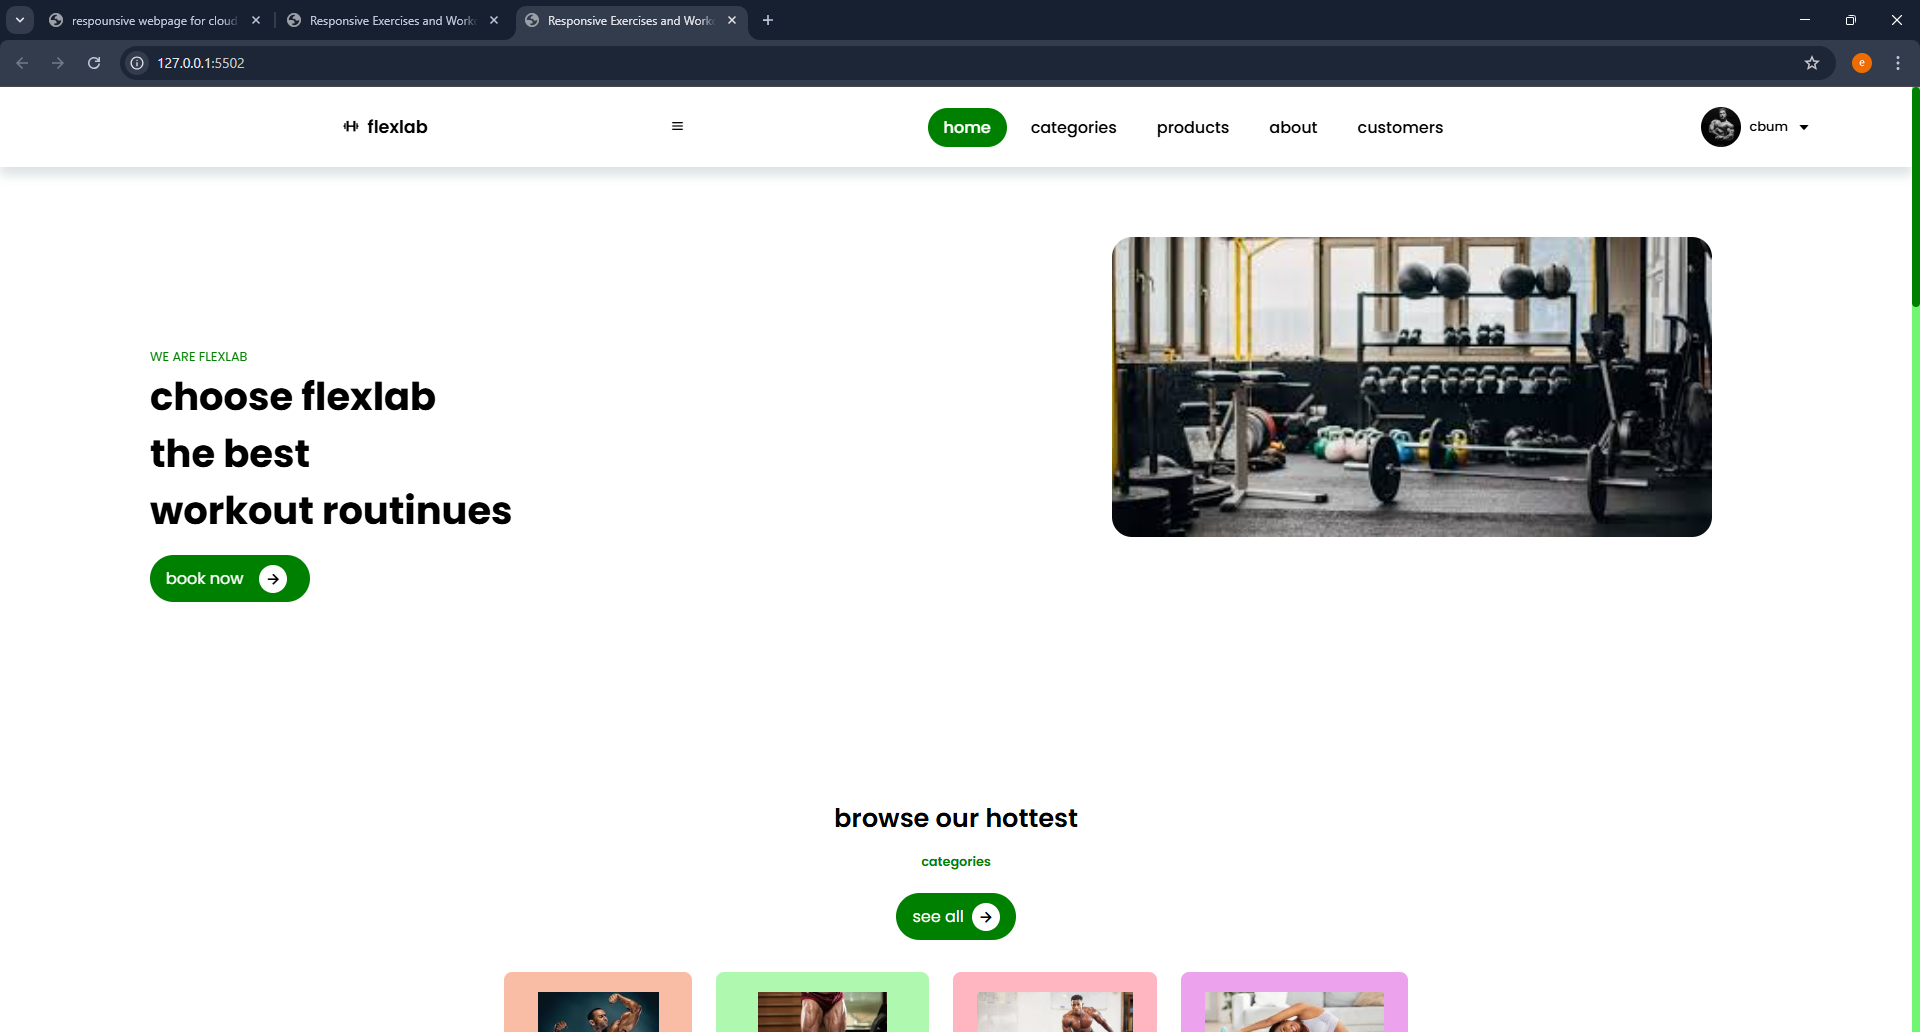 respounsive webpage for cloud
Responsive Exercises and Work
Responsive Exercises and Work
127.0.0.1:5502
e
flexlab
home
categories
products
about
customers
cbum
WE ARE FLEXLAB
choose flexlab
the best
workout routinues
book now
browse our hottest
categories
see all